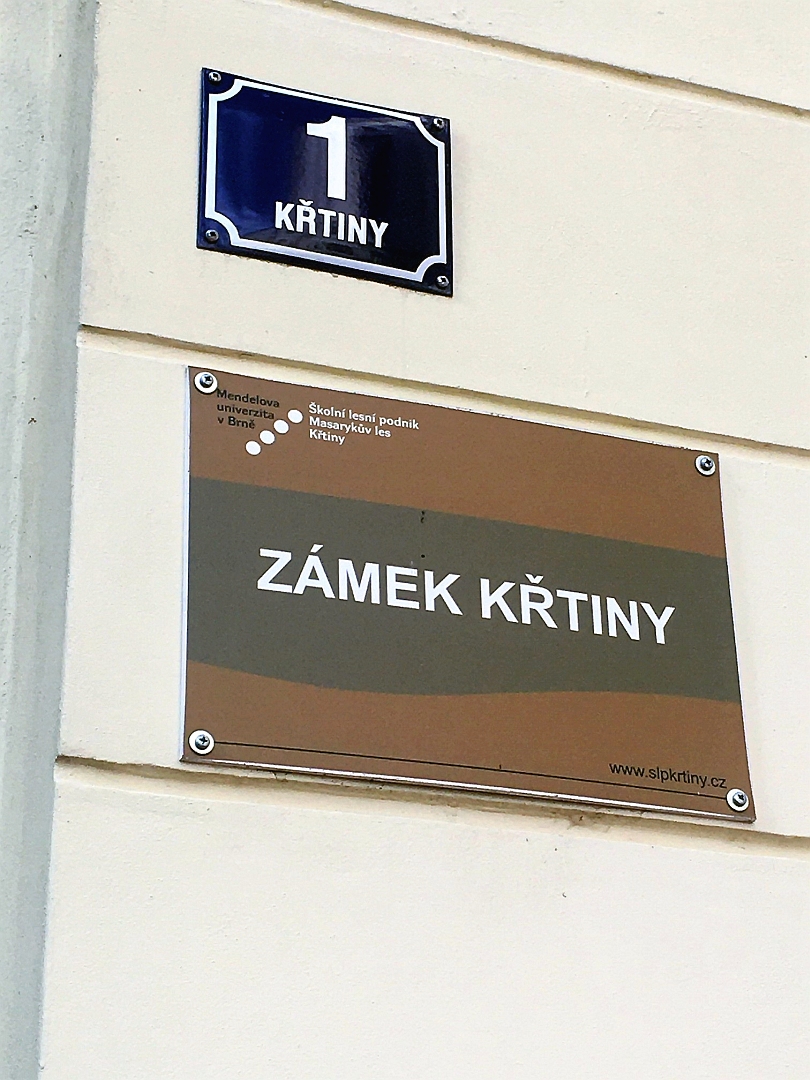 1
KŘTINY
Mendelova
univerzita
v Brně
Školní lesní podnik
Masarykův les
Křtiny
ZÁMEK KŘTINY
www.slpkrtiny.cz